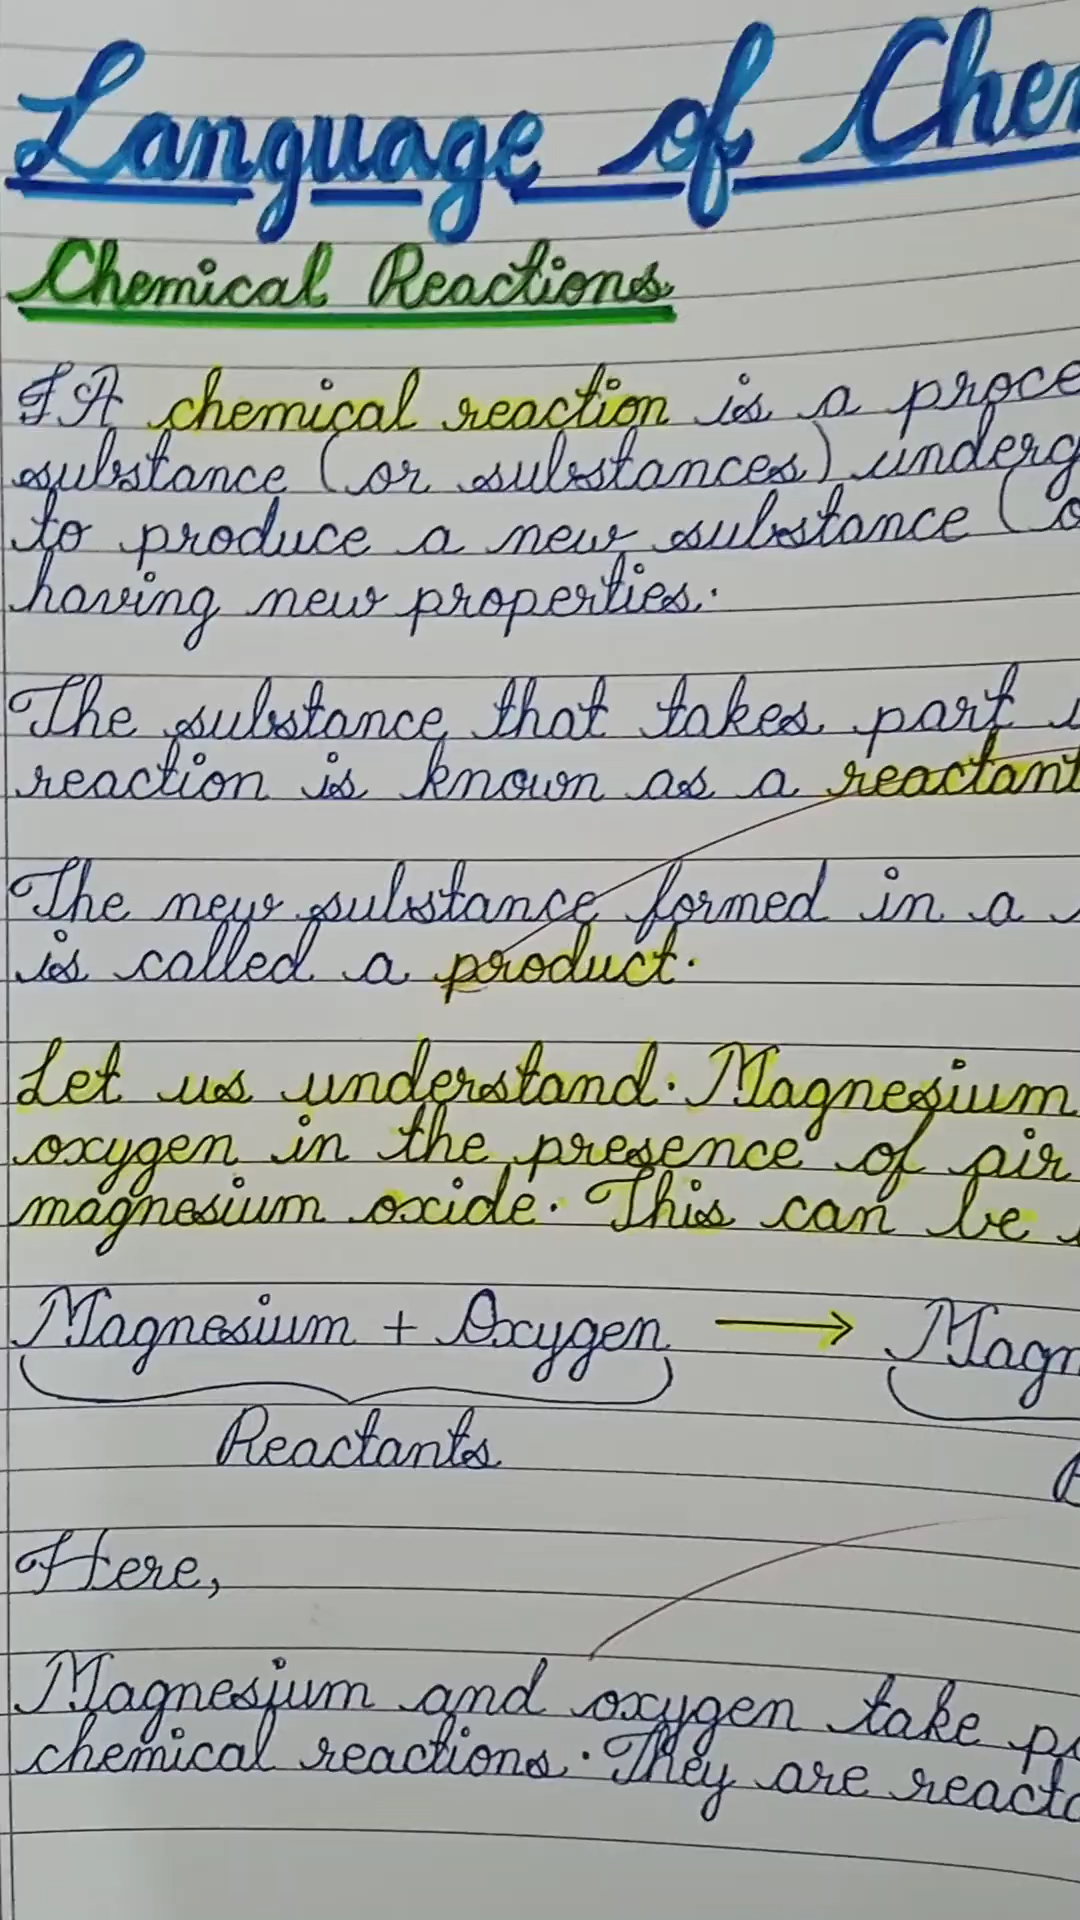 Language of Che
Chemical Reactions
A chemical reaction is a proce
substance (or substances) underg
to produce a new substance (o
having new properties.
The substance that takes part
reaction is known as a reactant
The new substance formed in a
is called a product.
Let us understand. Magnesium
oxygen in the presence of air
magnesium oxide. This can be
Magnesium + Oxygen → Magn
Reactants
Here,
Magnesium and oxygen take p
chemical reactions. They are reacta